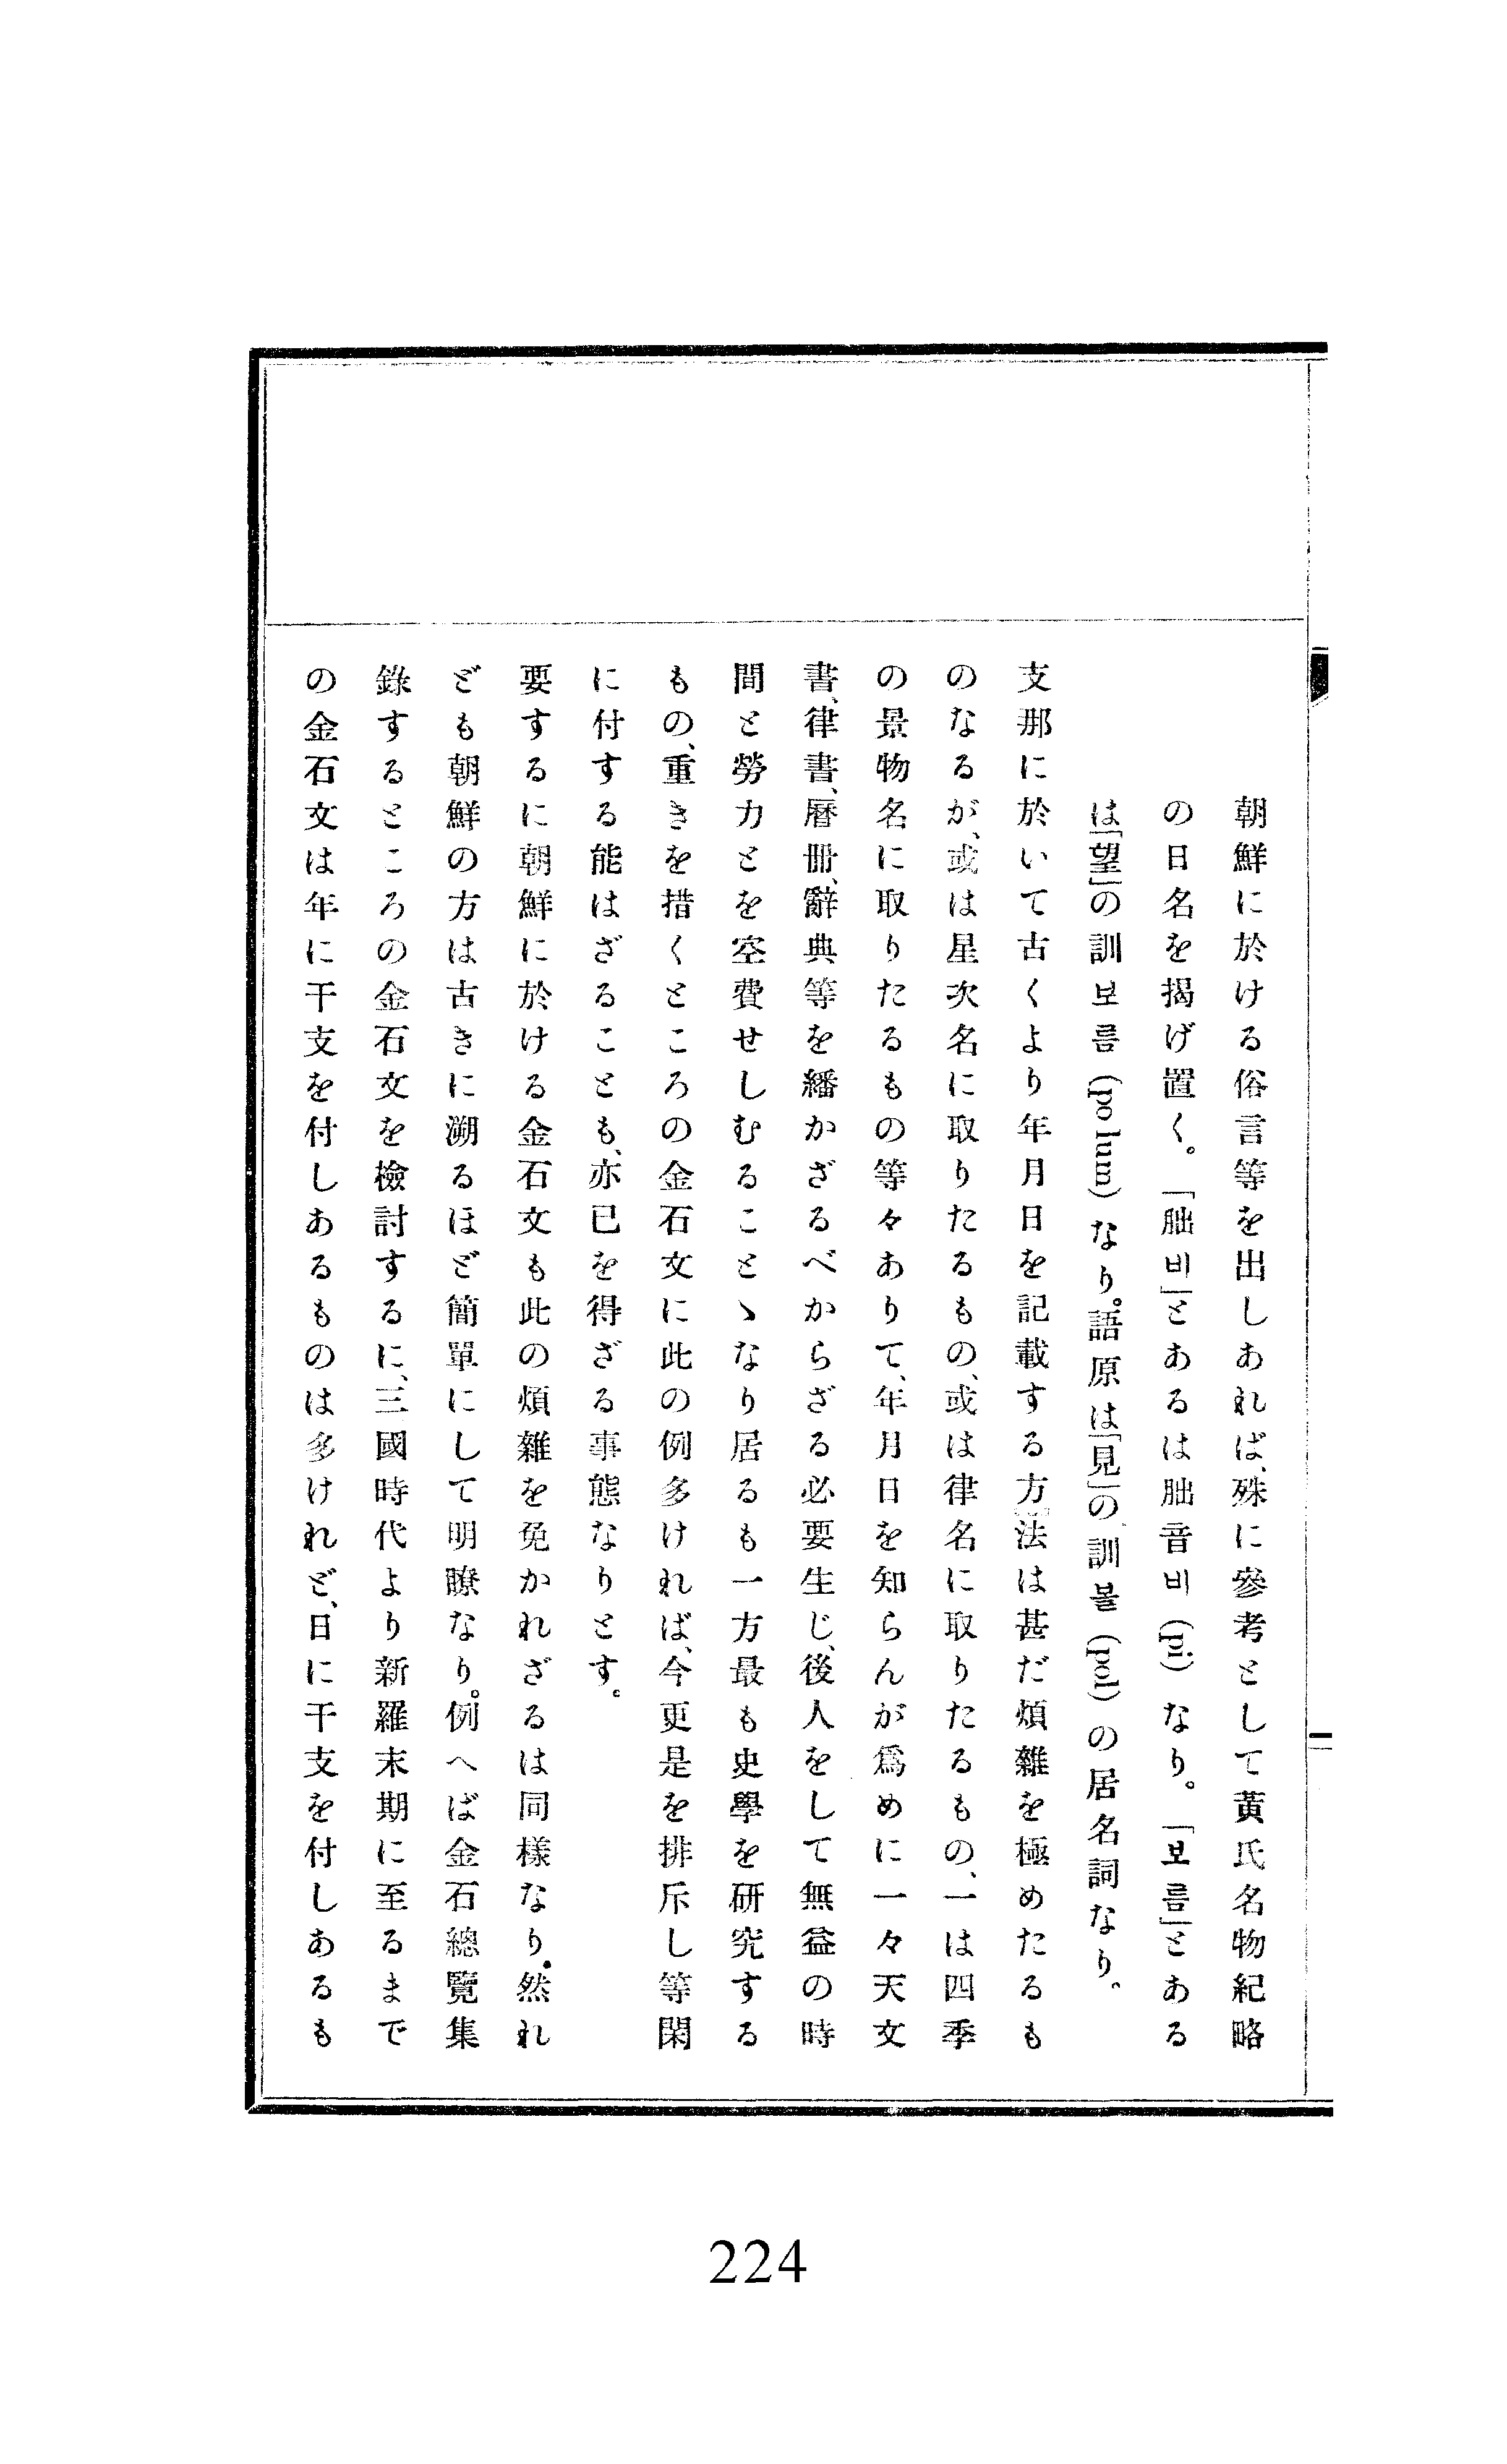 朝鮮に於ける俗言等を出しあれば、殊に參考として黃氏名物紀略
の日名を揭げ置く。「朏비」とあるは朏音비(pi)なり。「보름」とある
は「望」の訓보름(po lum)なり。語原は「見」の訓볼(pol)の居名詞なり。
支那に於いて古くより年月日を記載する方法は甚だ煩雜を極めたるも
のなるが、或は星次名に取りたるもの、或は律名に取りたるもの、一は四季
の景物名に取りたるもの等々ありて、年月日を知らんが爲めに一々天文
書、律書、曆冊、辭典等を繙かざるべからざる必要生じ、後人をして無益の時
間と勞力とを空費せしむることゝなり居るも一方最も史學を硏究する
もの、重きを措くところの金石文に此の例多ければ、今更是を排斥し等閑
に付する能はざることも、亦已を得ざる事態なりとす。
要するに朝鮮に於ける金石文も此の煩雜を免かれざるは同樣なり。然れ
ども朝鮮の方は古きに溯るほど簡單にして明瞭なり。例へば金石總覽集
錄するところの金石文を檢討するに、三國時代より新羅末期に至るまで
の金石文は年に干支を付しあるものは多けれど、日に干支を付しあるも
224